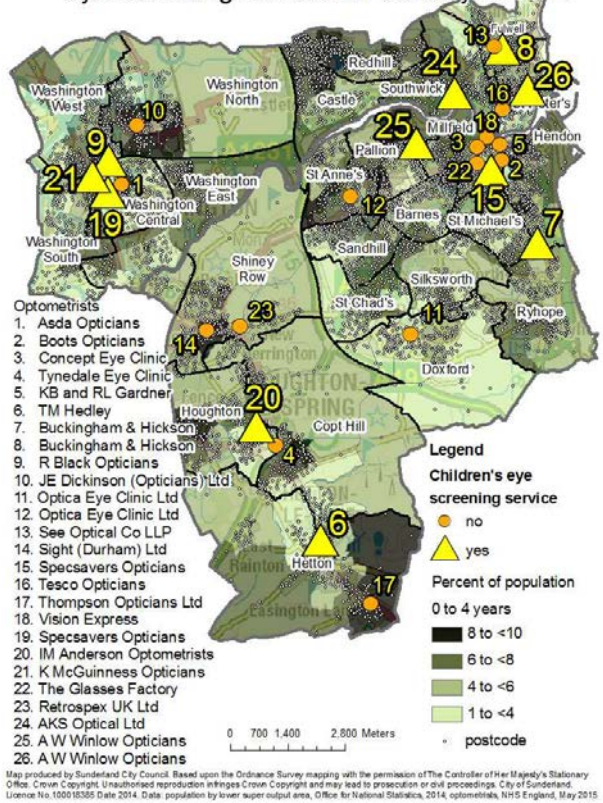 Fulwell
13
8
Redhill
24
26
Washington West
Washington North
Castle
Southwick
16
10
25
Millfield
18
Hendon
3
5
9
Pallion
22
2
21
1
St Anne's
15
Washington East
12
Barnes
St Michael's
7
19
Washington Central
Sandhill
Washington South
Shiney Row
Silksworth
St Chad's
Ryhope
23
11
14
Doxford
20
Houghton
Copt Hill
4
6
Hetton
17
Optometrists
1. Asda Opticians
2. Boots Opticians
3. Concept Eye Clinic
4. Tynedale Eye Clinic
5. KB and RL Gardner
6. TM Hedley
7. Buckingham & Hickson
8. Buckingham & Hickson
9. R Black Opticians
10. JE Dickinson (Opticians) Ltd
11. Optica Eye Clinic Ltd
12. Optica Eye Clinic Ltd
13. See Optical Co LLP
14. Sight (Durham) Ltd
15. Specsavers Opticians
16. Tesco Opticians
17. Thompson Opticians Ltd
18. Vision Express
19. Specsavers Opticians
20. IM Anderson Optometrists
21. K McGuinness Opticians
22. The Glasses Factory
23. Retrospex UK Ltd
24. AKS Optical Ltd
25. A W Winlow Opticians
26. A W Winlow Opticians
Legend
Children's eye
screening service
no
yes
Percent of population
0 to 4 years
8 to <10
6 to <8
4 to <6
1 to <4
postcode
0 700 1,400 2,800 Meters
Map produced by Sunderland City Council. Based upon the Ordnance Survey mapping with the permission of The Controller of Her Majesty's Stationary
Office. Crown Copyright. Unauthorised reproduction infringes Crown Copyright and may lead to prosecution or civil proceedings. City of Sunderland.
Licence No.100018385 Date 2014. Data: population by lower super output area, Office for National Statistics, 2014; optometrists, NHS England, May 2015